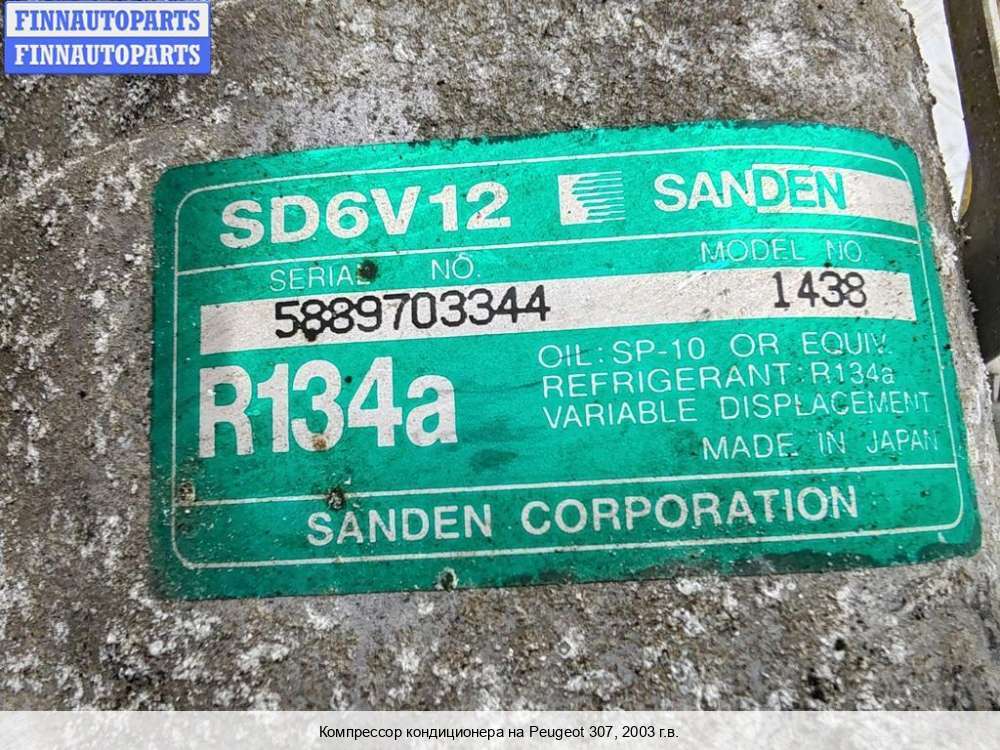 FINNAUTOPARTS
FINNAUTOPARTS
SD6V12 SANDEN
SERIAL NO. MODEL NO.
5889703344 1438
R134a
OIL: SP-10 OR EQUIV.
REFRIGERANT: R134a
VARIABLE DISPLACEMENT
MADE IN JAPAN
SANDEN CORPORATION
Компрессор кондиционера на Peugeot 307, 2003 г.в.